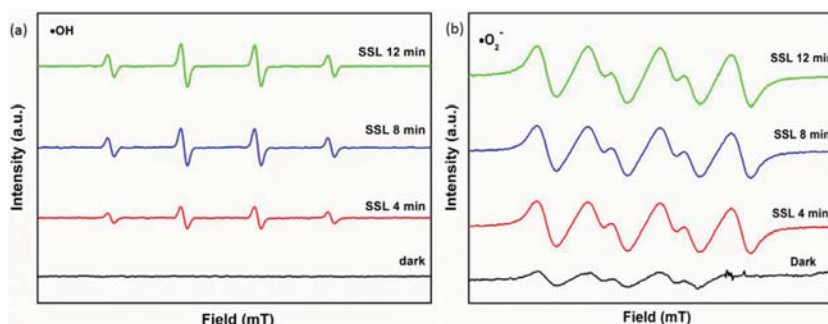 (a)
•OH
SSL 12 min
SSL 8 min
SSL 4 min
dark
Intensity (a.u.)
Field (mT)
(b)
•O₂⁻
SSL 12 min
SSL 8 min
SSL 4 min
Dark
Intensity (a.u.)
Field (mT)